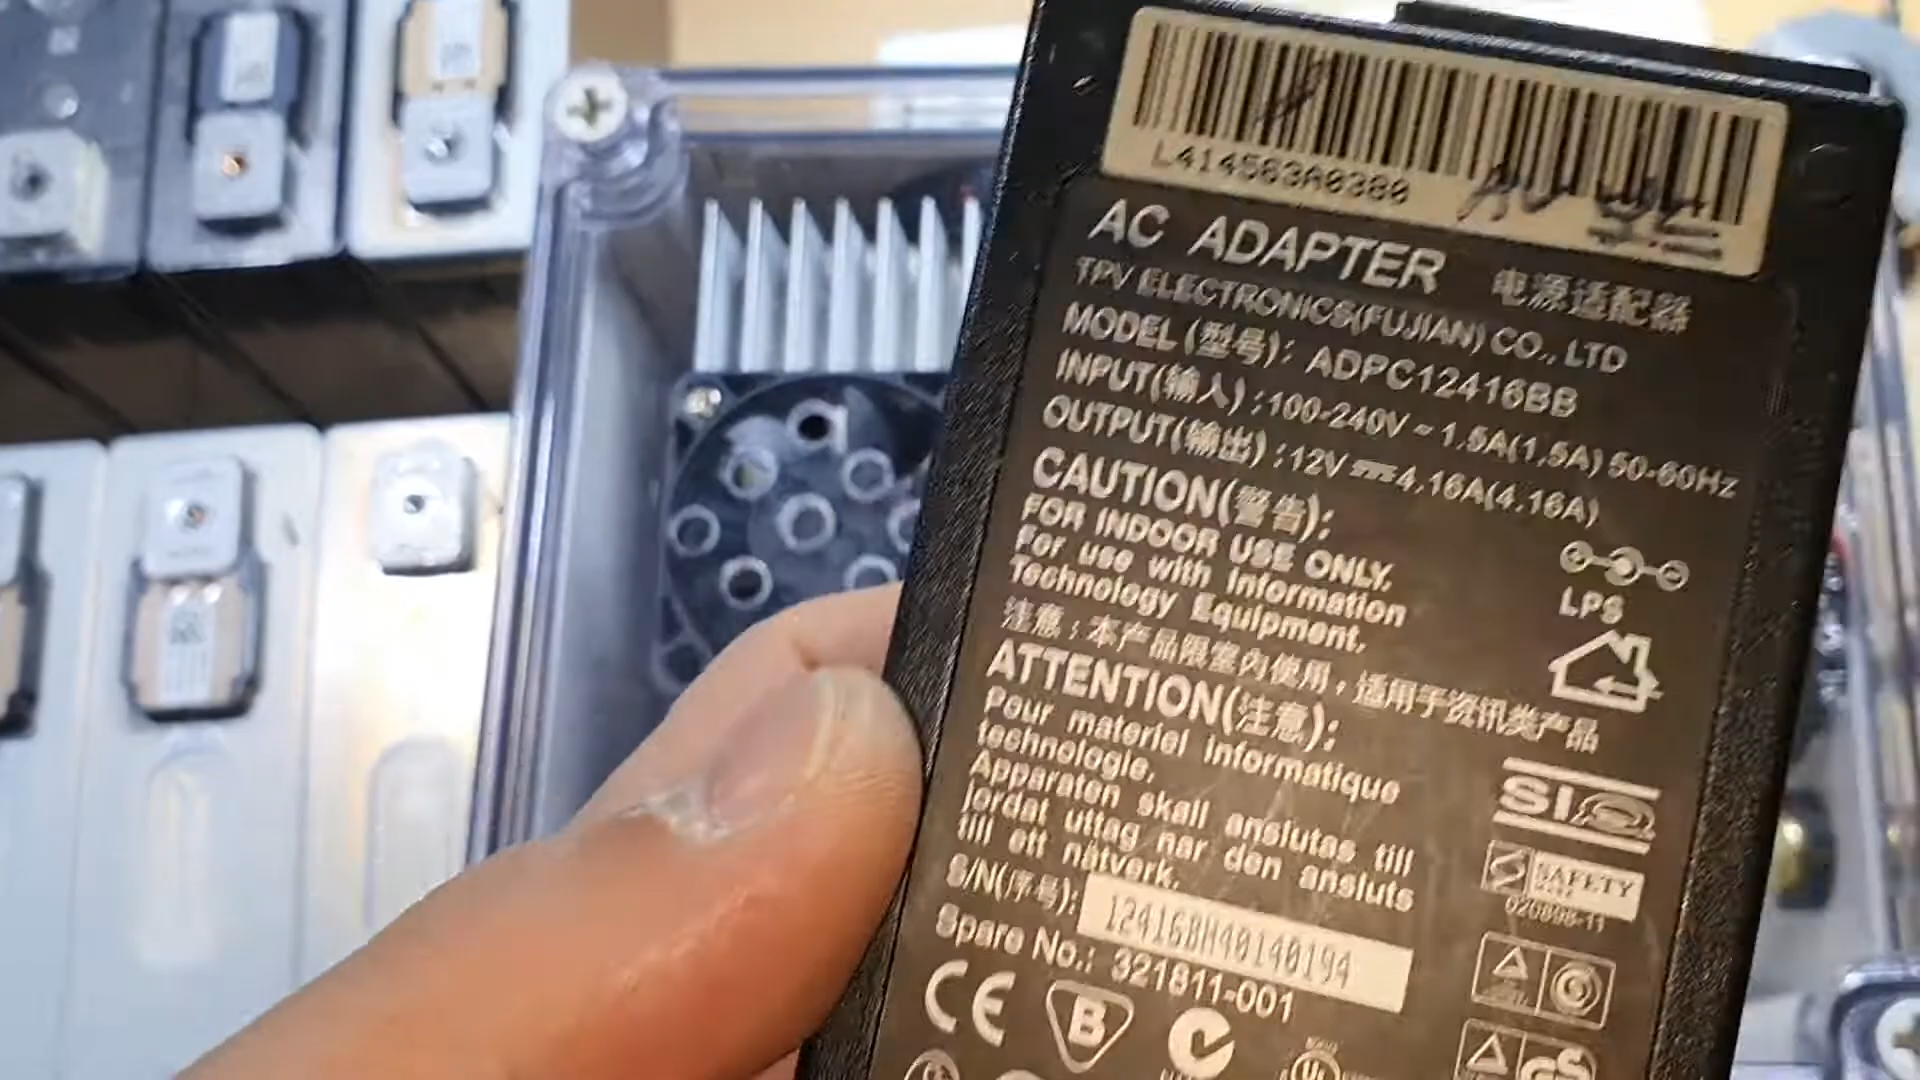 L414583A0380
AC ADAPTER 电源适配器
TPV ELECTRONICS(FUJIAN) CO., LTD
MODEL (型号): ADPC12416BB
INPUT(输入) :100-240V ~ 1.5A(1.5A) 50-60Hz
OUTPUT(输出) :12V ⎓ 4.16A(4.16A)
CAUTION(警告):
FOR INDOOR USE ONLY.
For use with Information
Technology Equipment.
LPS
注意：本产品限室内使用，适用于资讯类产品
ATTENTION(注意):
Pour materiel informatique
technologie.
Apparaten skall anslutas till
jordat uttag nar den ansluts
till ett natverk.
SI
SAFETY
020898-11
S/N(序号): 12416BH40140194
Spare No.: 321811-001
CE B
GS